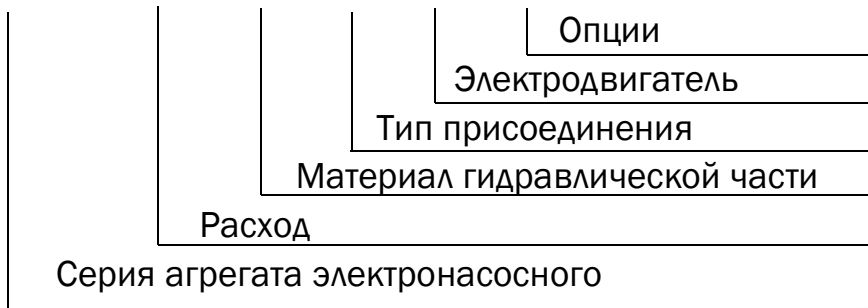 Опции
Электродвигатель
Тип присоединения
Материал гидравлической части
Расход
Серия агрегата электронасосного